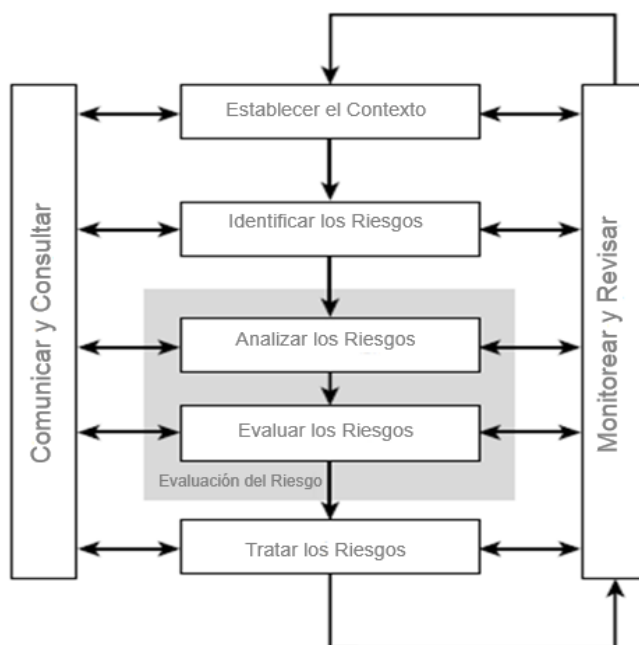 Establecer el Contexto
Identificar los Riesgos
Analizar los Riesgos
Evaluar los Riesgos
Evaluación del Riesgo
Tratar los Riesgos
Comunicar y Consultar
Monitorear y Revisar